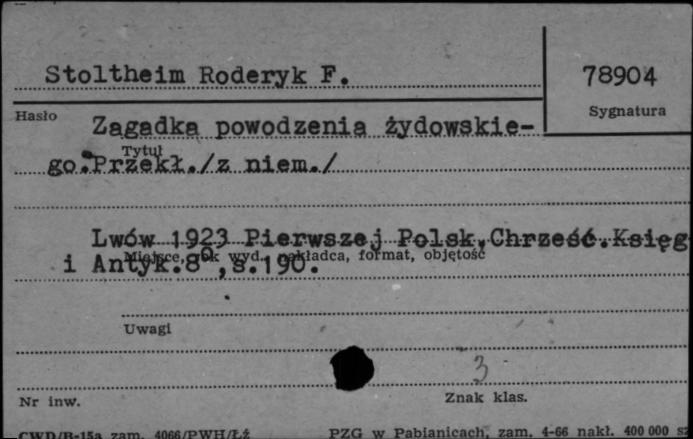 Stoltheim Roderyk F.
78904
Sygnatura
Hasło
Zagadka powodzenia żydowskie-
Tytuł
go.Przekł./z niem./
Lwów 1923 Pierwszej Polsk.Chrześć.Księg
i Antyk.8°,s.190.
Miejsce, rok wyd., nakładca, format, objętość
Uwagi
3
Nr inw.
Znak klas.
CWD/B-15a zam. 4066/PWH/Łż
PZG w Pabianicach, zam. 4-66 nakł. 400 000 sz